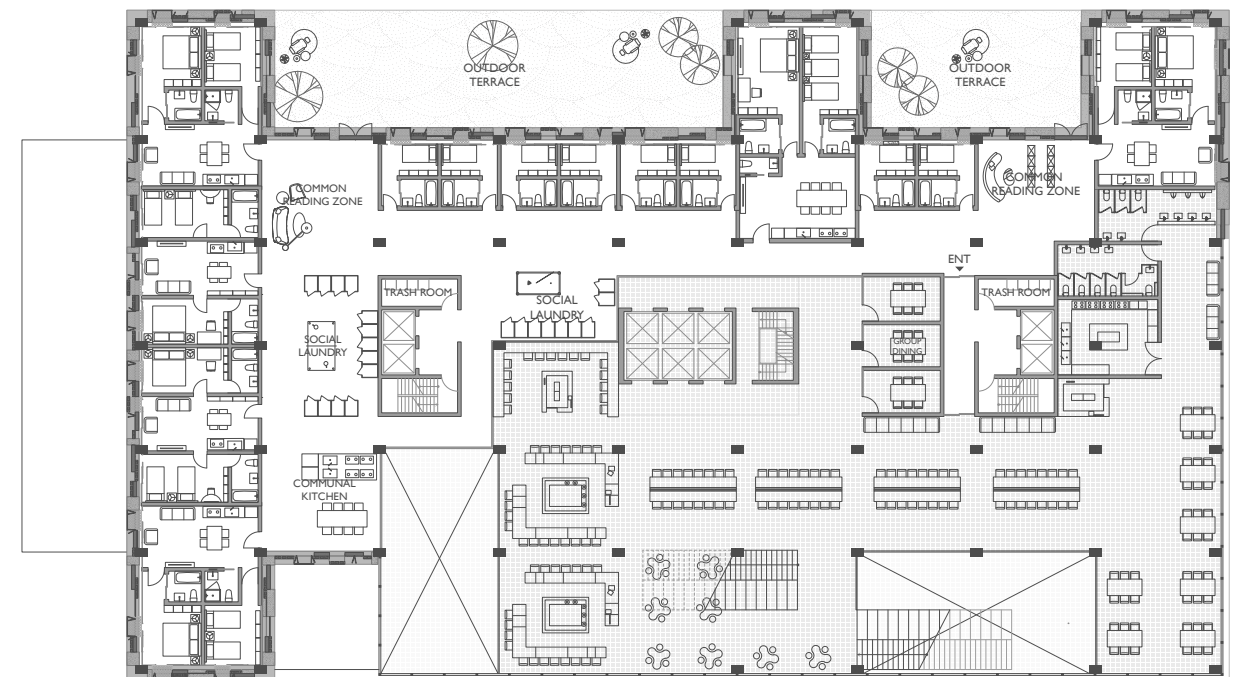 OUTDOOR
TERRACE
OUTDOOR
TERRACE
COMMON
READING ZONE
COMMON
READING ZONE
ENT
TRASH ROOM
SOCIAL
LAUNDRY
TRASH ROOM
SOCIAL
LAUNDRY
GROUP
DINING
COMMUNAL
KITCHEN